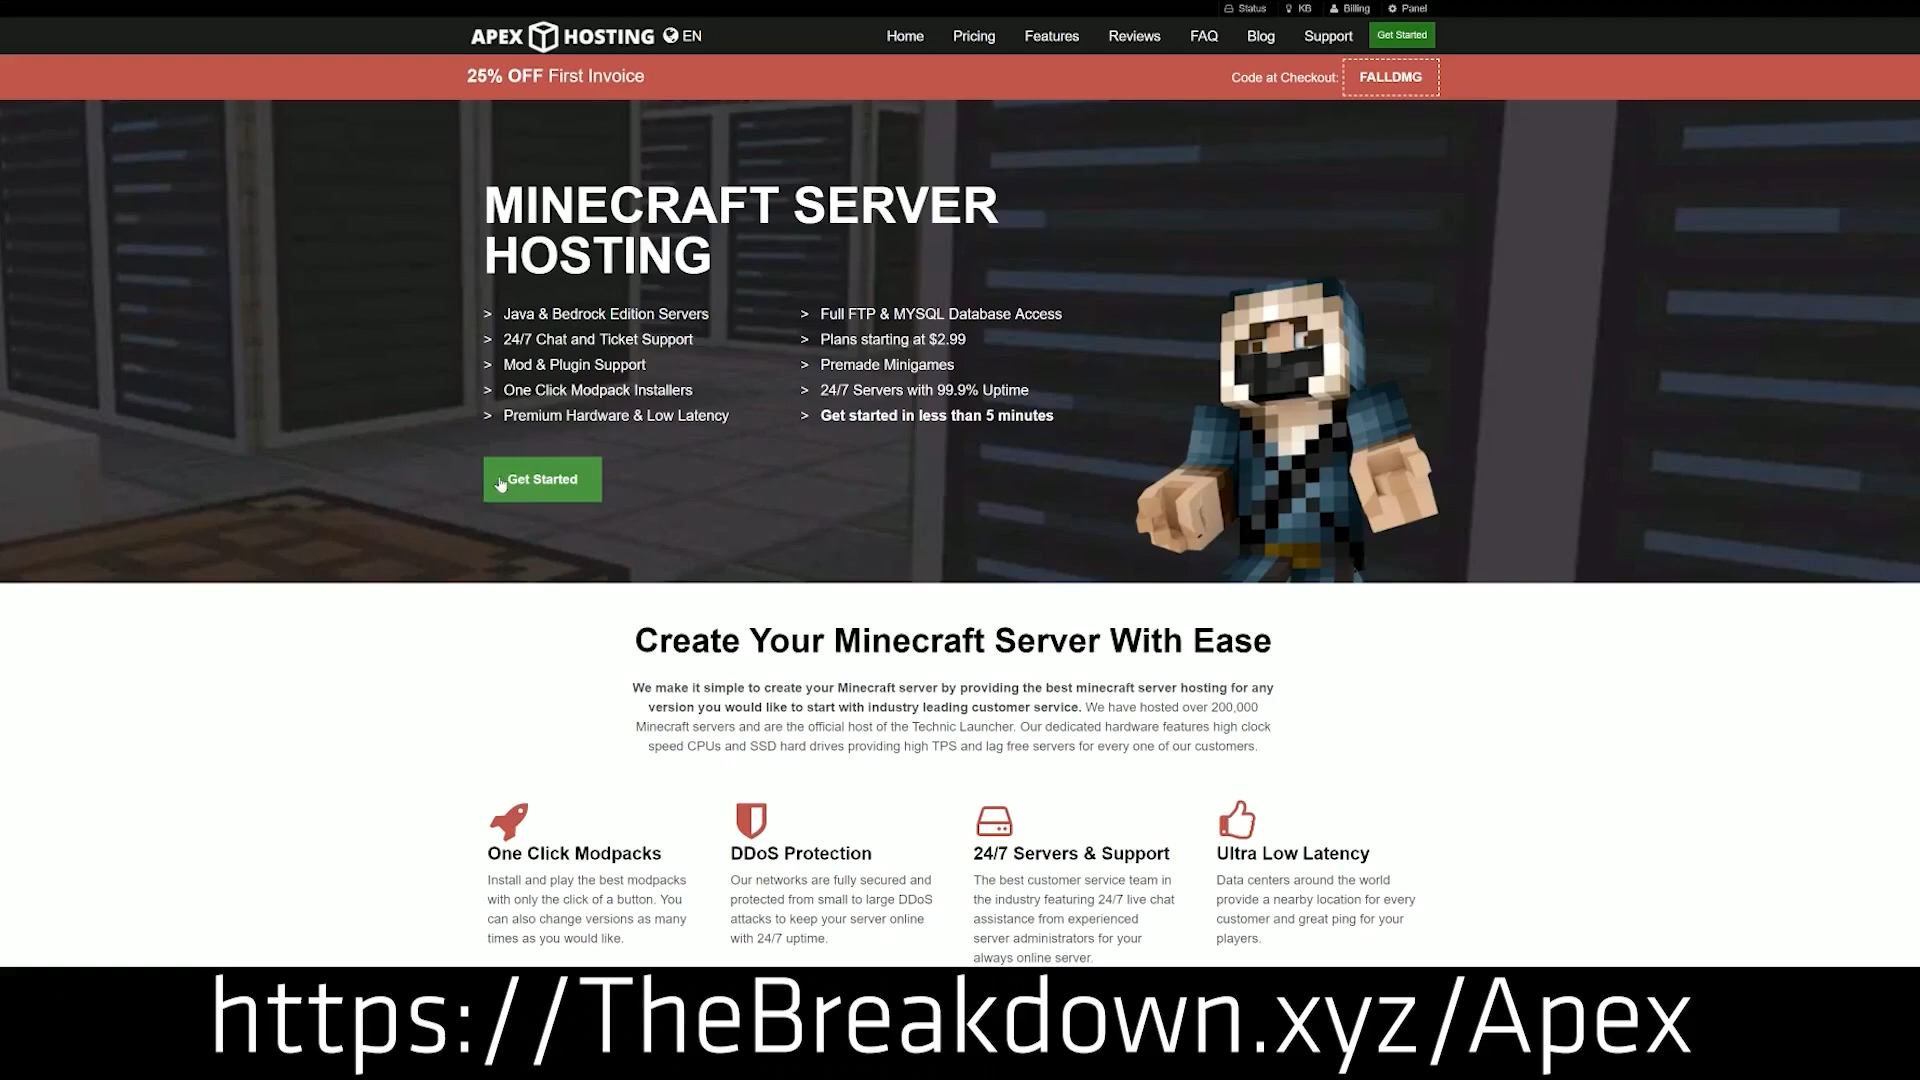 Status KB Billing Panel
APEX HOSTING EN Home Pricing Features Reviews FAQ Blog Support Get Started
25% OFF First Invoice Code at Checkout: FALLDMG
MINECRAFT SERVER
HOSTING
> Java & Bedrock Edition Servers
> 24/7 Chat and Ticket Support
> Mod & Plugin Support
> One Click Modpack Installers
> Premium Hardware & Low Latency
> Full FTP & MYSQL Database Access
> Plans starting at $2.99
> Premade Minigames
> 24/7 Servers with 99.9% Uptime
> Get started in less than 5 minutes
Get Started
Create Your Minecraft Server With Ease
We make it simple to create your Minecraft server by providing the best minecraft server hosting for any
version you would like to start with industry leading customer service. We have hosted over 200,000
Minecraft servers and are the official host of the Technic Launcher. Our dedicated hardware features high clock
speed CPUs and SSD hard drives providing high TPS and lag free servers for every one of our customers.
One Click Modpacks
Install and play the best modpacks
with only the click of a button. You
can also change versions as many
times as you would like.
DDoS Protection
Our networks are fully secured and
protected from small to large DDoS
attacks to keep your server online
with 24/7 uptime.
24/7 Servers & Support
The best customer service team in
the industry featuring 24/7 live chat
assistance from experienced
server administrators for your
always online server.
Ultra Low Latency
Data centers around the world
provide a nearby location for every
customer and great ping for your
players.
https://TheBreakdown.xyz/Apex